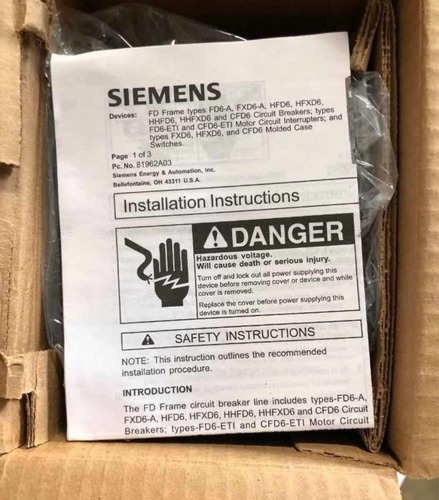 SIEMENS
Devices: FD Frame types FD6-A, FXD6-A, HFD6, HFXD6,
HHFD6, HHFXD6 and CFD6 Circuit Breakers; types
FD6-ETI and CFD6-ETI Motor Circuit Interrupters; and
types FXD6, HFXD6, and CFD6 Molded Case
Switches.
Page 1 of 3
Pc. No. 81962A03
Siemens Energy & Automation, Inc.
Bellefontaine, OH 43311 U.S.A.
Installation Instructions
DANGER
Hazardous voltage.
Will cause death or serious injury.
Turn off and lock out all power supplying this
device before removing cover or device and while
cover is removed.
Replace the cover before power supplying this
device is turned on.
SAFETY INSTRUCTIONS
NOTE: This instruction outlines the recommended
installation procedure.
INTRODUCTION
The FD Frame circuit breaker line includes types-FD6-A,
FXD6-A, HFD6, HFXD6, HHFD6, HHFXD6 and CFD6 Circuit
Breakers; types-FD6-ETI and CFD6-ETI Motor Circuit